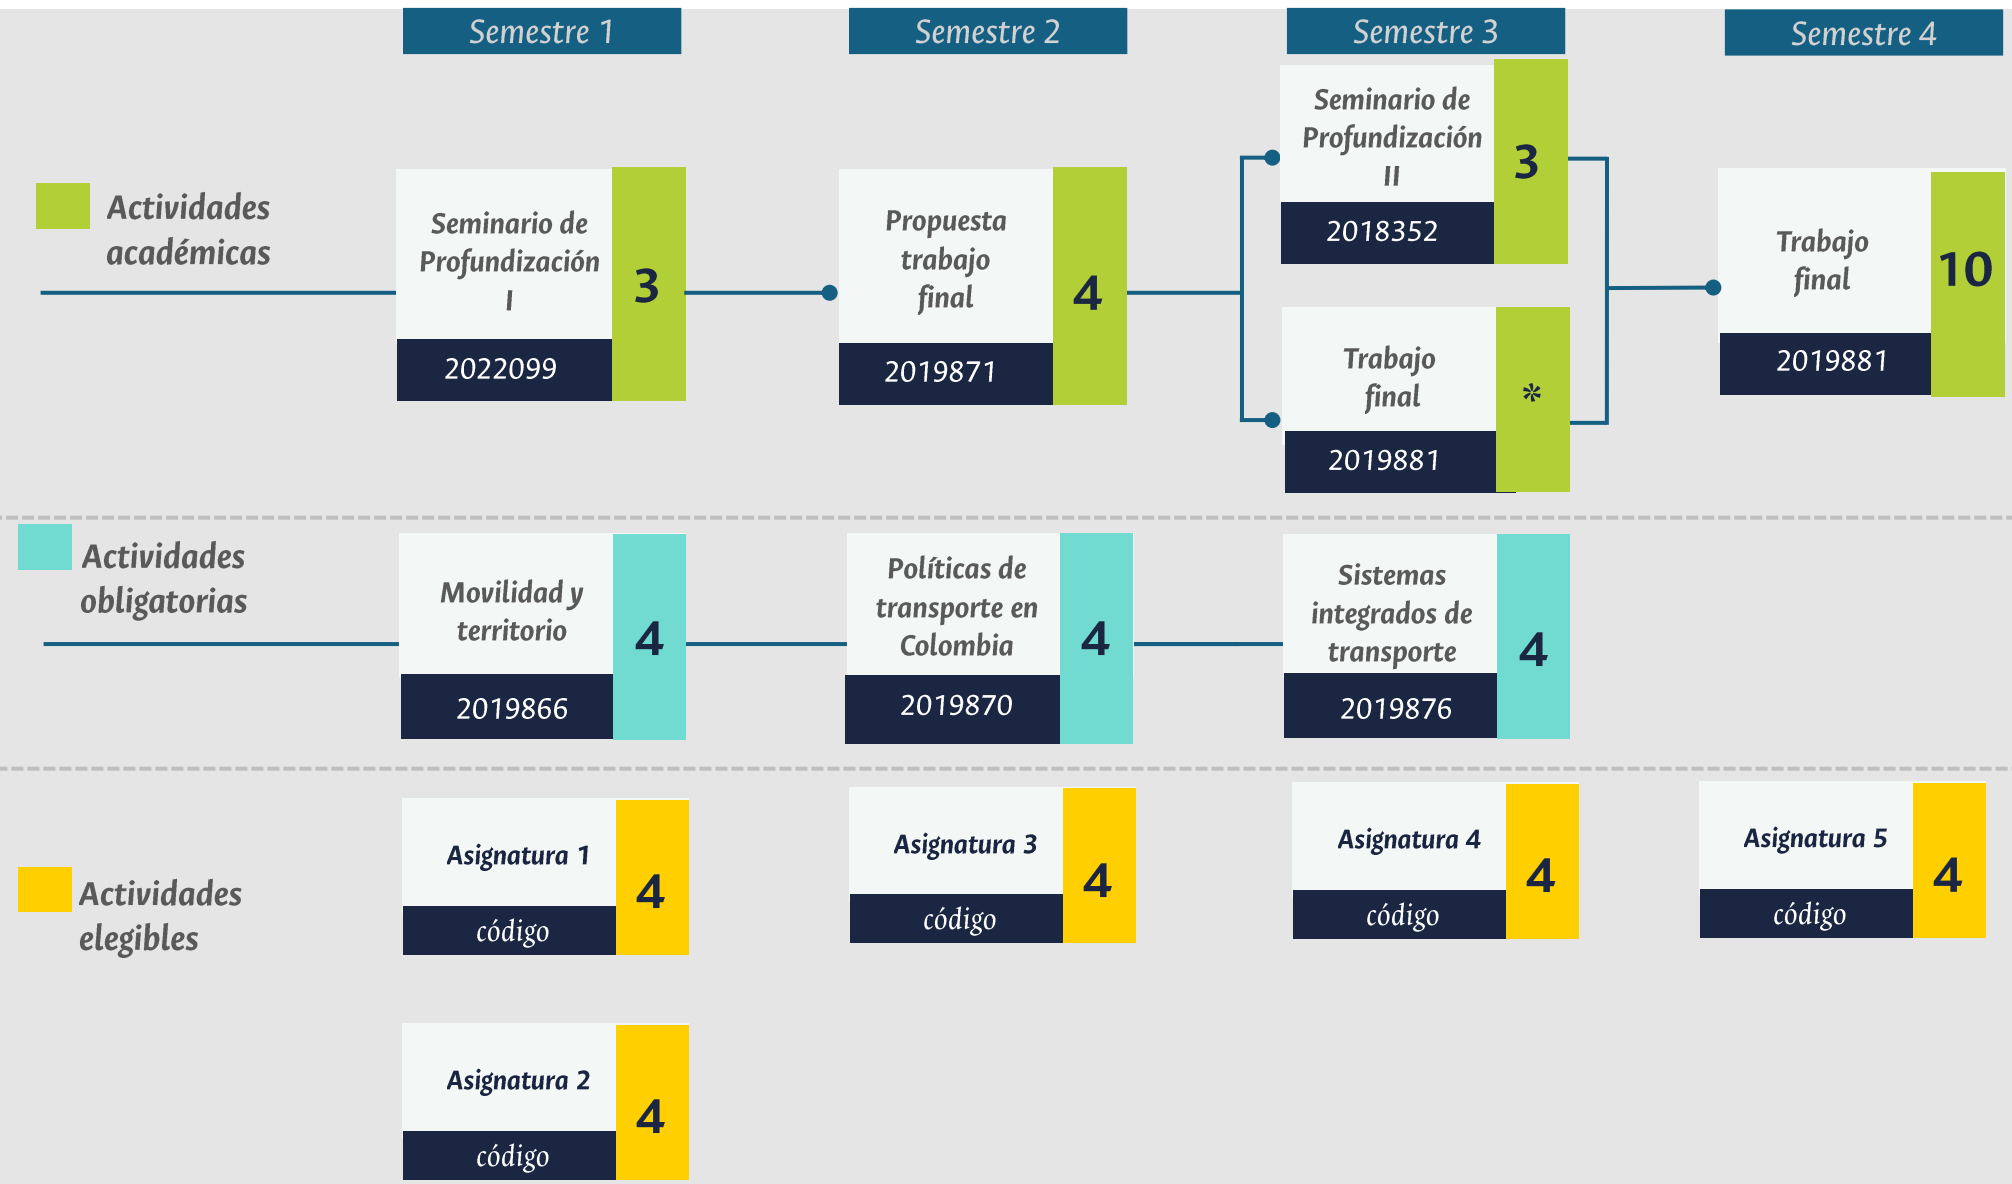 Semestre 1
Semestre 2
Semestre 3
Semestre 4
Actividades
académicas
Seminario de
Profundización
I
3
2022099
Propuesta
trabajo
final
4
2019871
Seminario de
Profundización
II
3
2018352
Trabajo
final
*
2019881
Trabajo
final
10
2019881
Actividades
obligatorias
Movilidad y
territorio
4
2019866
Políticas de
transporte en
Colombia
4
2019870
Sistemas
integrados de
transporte
4
2019876
Actividades
elegibles
Asignatura 1
4
código
Asignatura 3
4
código
Asignatura 4
4
código
Asignatura 5
4
código
Asignatura 2
4
código